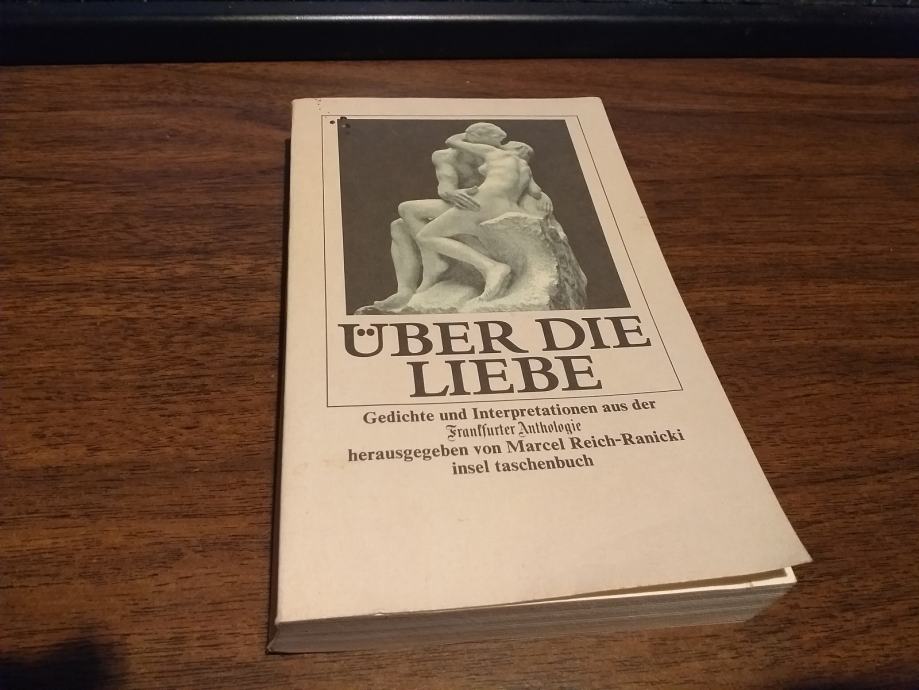 ÜBER DIE
LIEBE
Gedichte und Interpretationen aus der
Frankfurter Anthologie
herausgegeben von Marcel Reich-Ranicki
insel taschenbuch